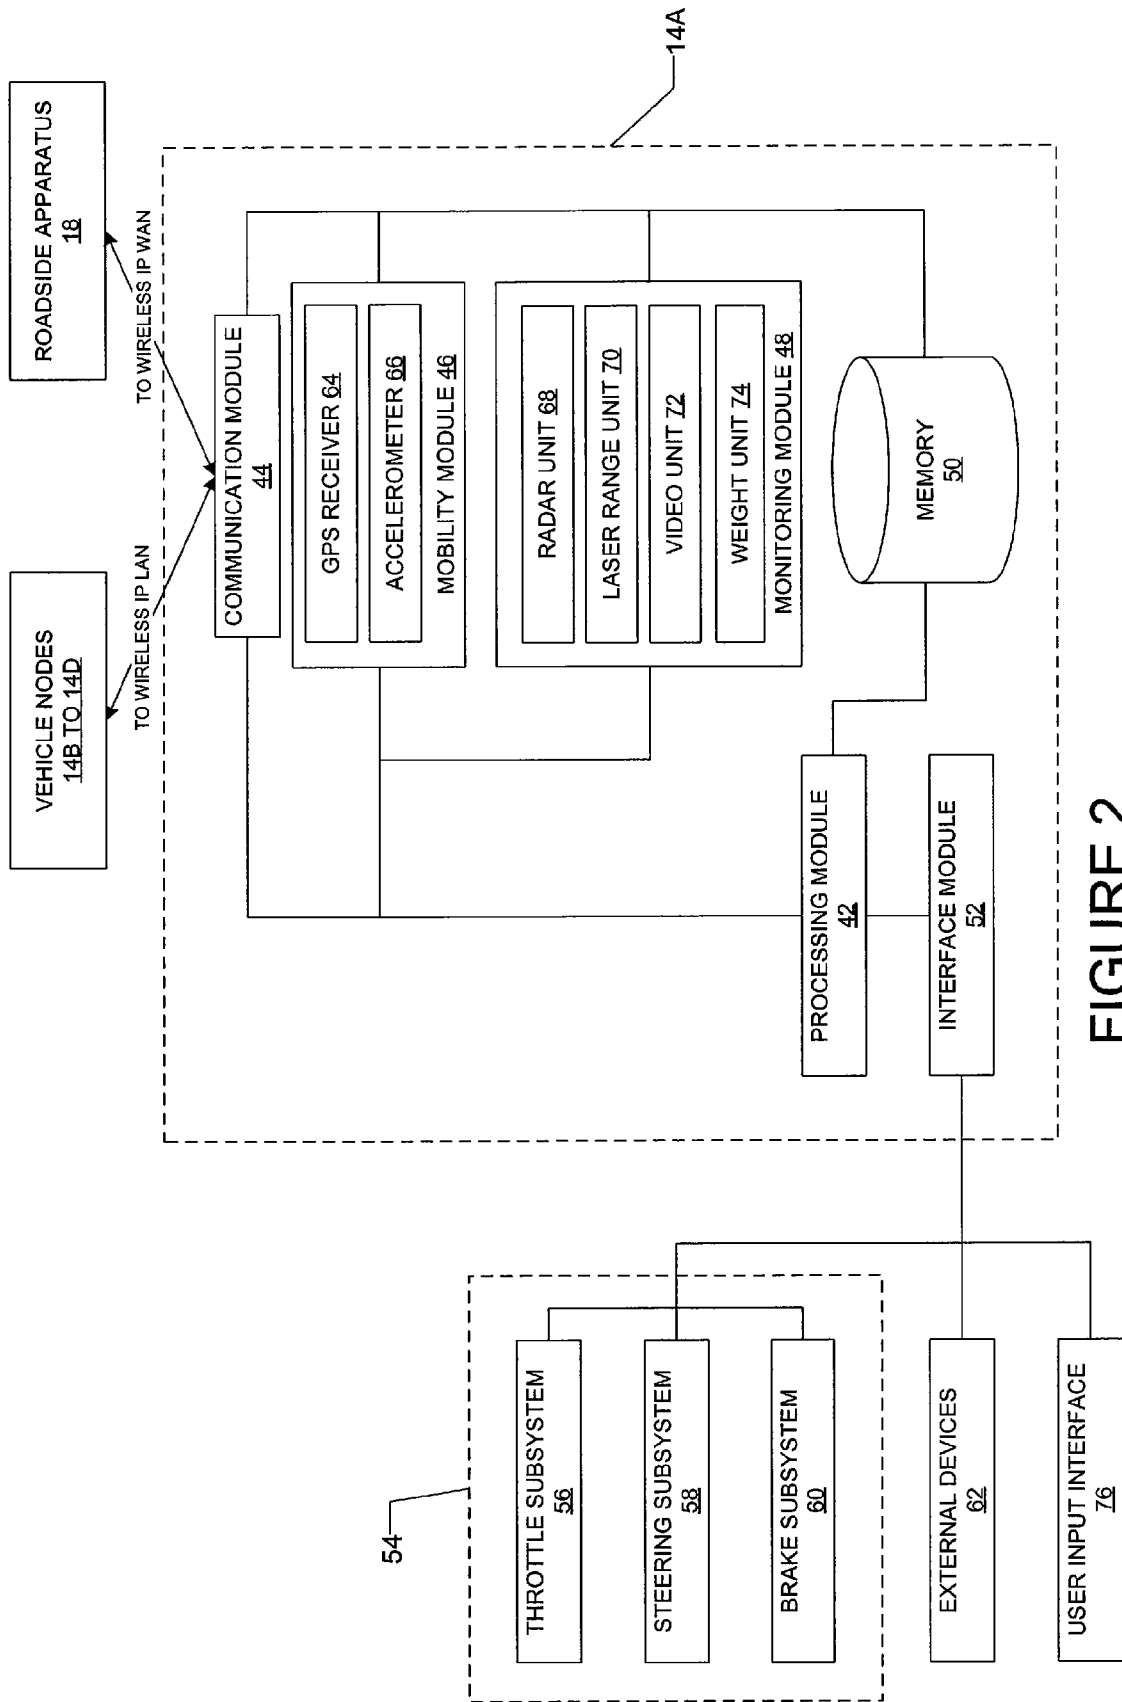 VEHICLE NODES
14B TO 14D
ROADSIDE APPARATUS
18
TO WIRELESS IP LAN
TO WIRELESS IP WAN
14A
COMMUNICATION MODULE
44
GPS RECEIVER 64
ACCELEROMETER 66
MOBILITY MODULE 46
RADAR UNIT 68
LASER RANGE UNIT 70
VIDEO UNIT 72
WEIGHT UNIT 74
MONITORING MODULE 48
MEMORY
50
PROCESSING MODULE
42
INTERFACE MODULE
52
54
THROTTLE SUBSYSTEM
56
STEERING SUBSYSTEM
58
BRAKE SUBSYSTEM
60
EXTERNAL DEVICES
62
USER INPUT INTERFACE
76
FIGURE 2